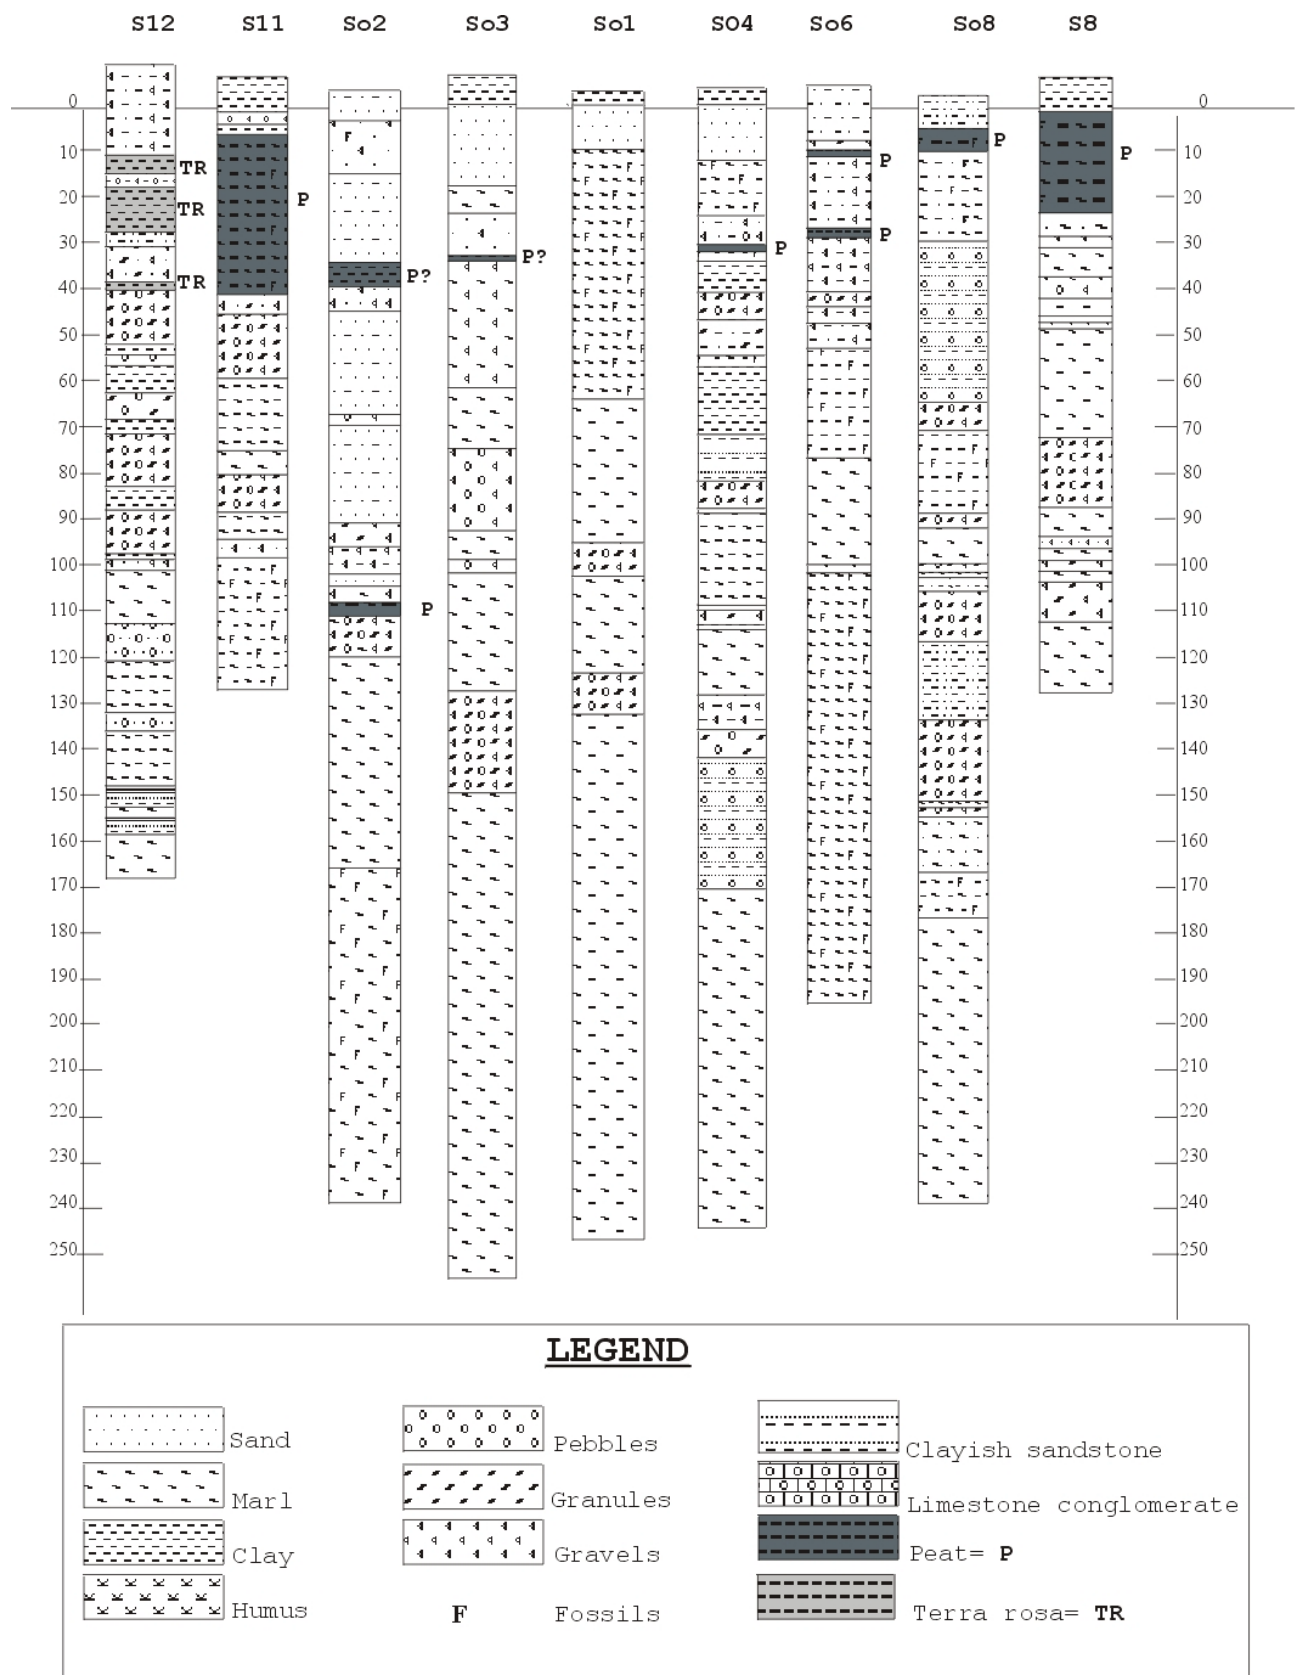 S12 S11 So2 So3 So1 SO4 So6 So8 S8
0 0
P
10 P P 10
TR P
20 P 20
TR
P
30 P 30
P?
TR P?
40 40
50 50
60 60
70 70
80 80
90 90
100 100
110 P 110
120 120
130 130
140 140
150 150
160 160
170 170
180 180
190 190
200 200
210 210
220 220
230 230
240 240
250 250
LEGEND
Sand Pebbles Clayish sandstone
Marl Granules Limestone conglomerate
Clay Gravels Peat= P
Humus F Fossils Terra rosa= TR